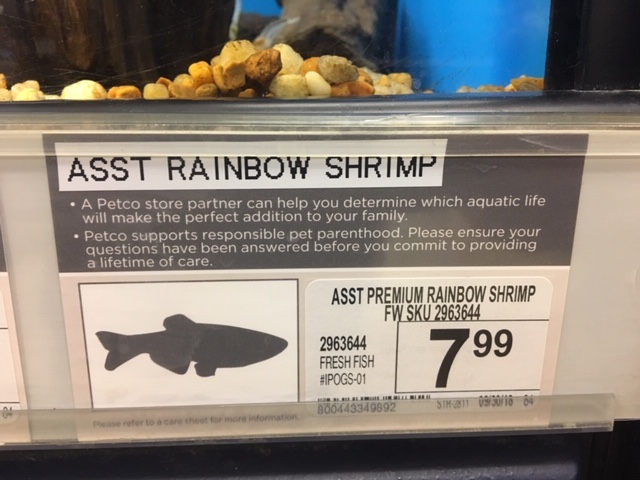 ASST RAINBOW SHRIMP
• A Petco store partner can help you determine which aquatic life
will make the perfect addition to your family.
• Petco supports responsible pet parenthood. Please ensure your
questions have been answered before you commit to providing
a lifetime of care.
ASST PREMIUM RAINBOW SHRIMP
FW SKU 2963644
2963644
FRESH FISH
#IPOGS-01
7 99
800443349892
09/30/18 84
Please refer to a care sheet for more information.
84